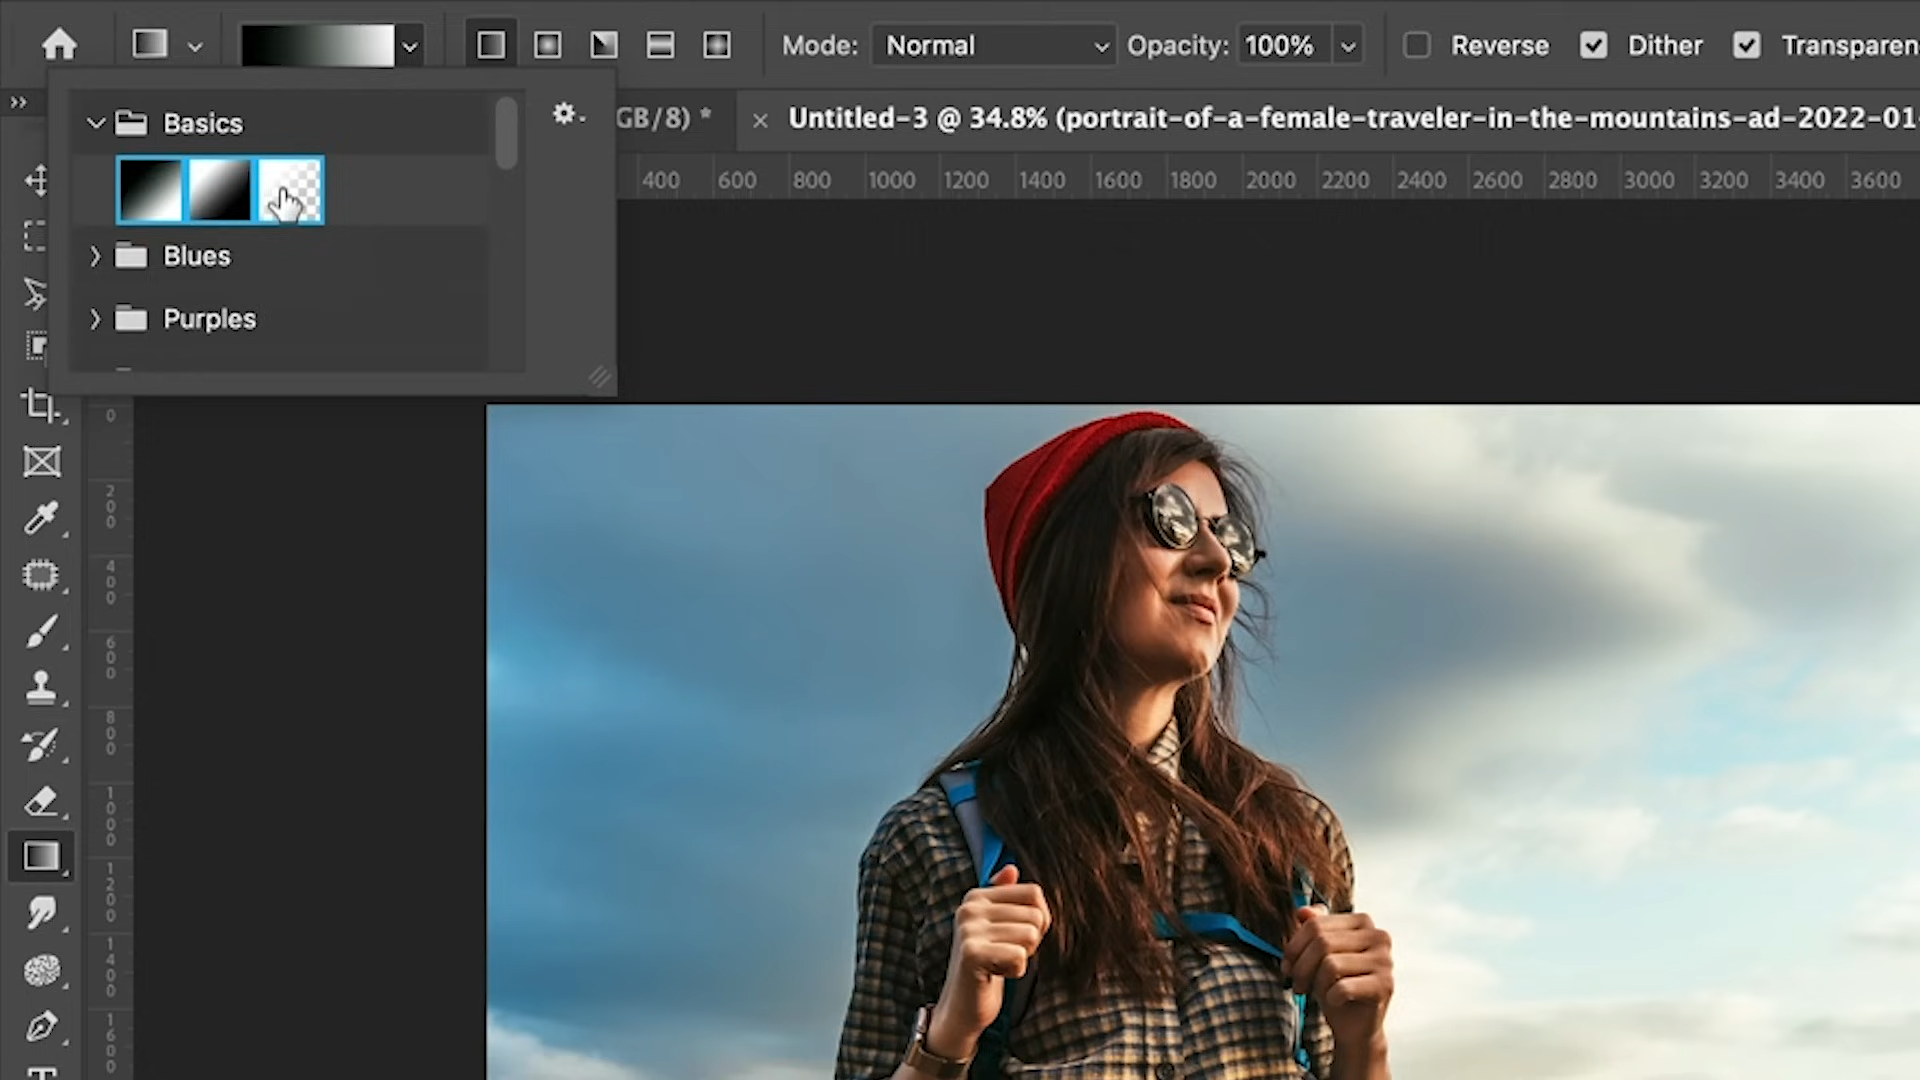 Mode: Normal Opacity: 100% Reverse Dither Transparen
Basics
GB/8) * × Untitled-3 @ 34.8% (portrait-of-a-female-traveler-in-the-mountains-ad-2022-01-
400 600 800 1000 1200 1400 1600 1800 2000 2200 2400 2600 2800 3000 3200 3400 3600
Blues
Purples
0
200
400
600
800
1000
1200
1400
1600